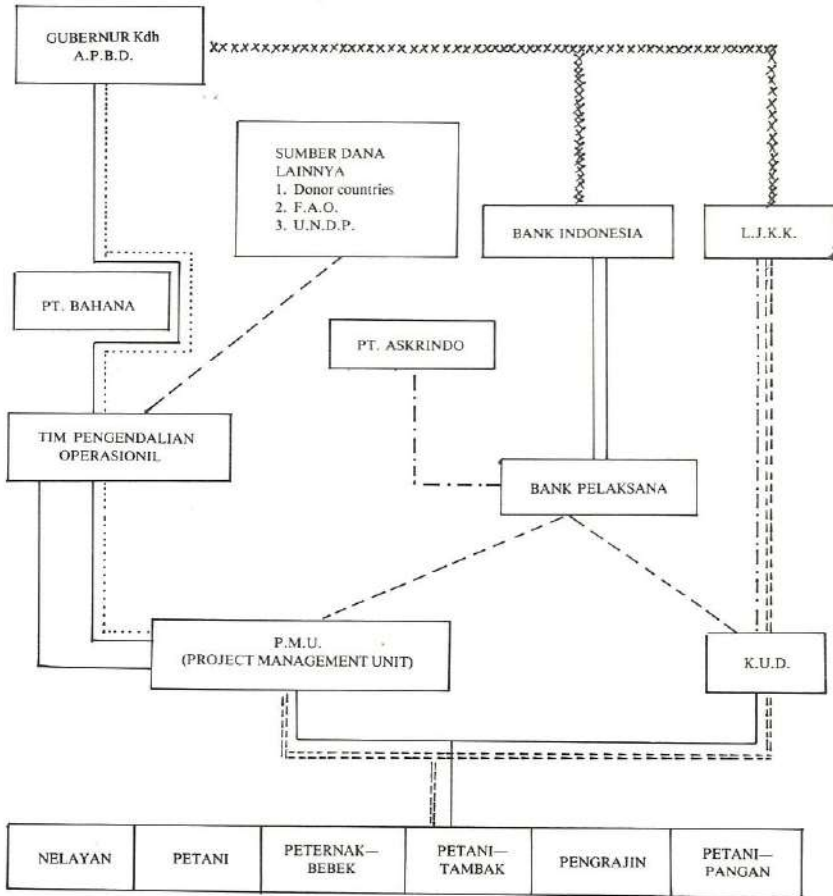 GUBERNUR Kdh
A.P.B.D.
SUMBER DANA
LAINNYA
1. Donor countries
2. F.A.O.
3. U.N.D.P.
BANK INDONESIA
L.J.K.K.
PT. BAHANA
PT. ASKRINDO
TIM PENGENDALIAN
OPERASIONIL
BANK PELAKSANA
P.M.U.
(PROJECT MANAGEMENT UNIT)
K.U.D.
NELAYAN
PETANI
PETERNAK—
BEBEK
PETANI—
TAMBAK
PENGRAJIN
PETANI—
PANGAN